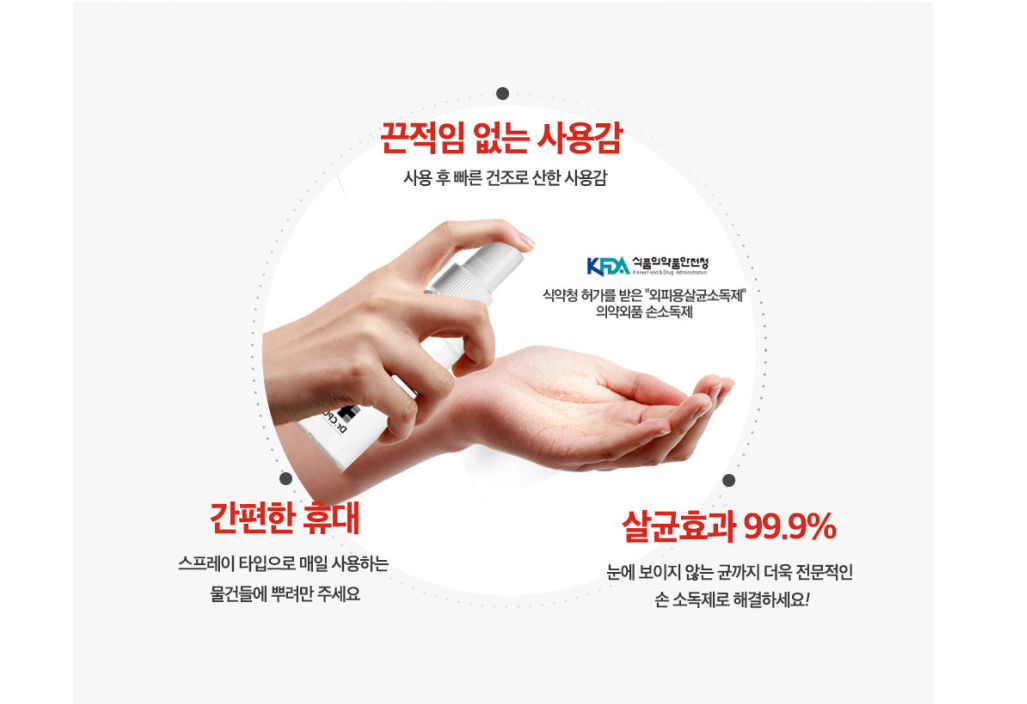 끈적임 없는 사용감
사용 후 빠른 건조로 산한 사용감
KFDA 식품의약품안전청
Korea Food & Drug Administration
식약청 허가를 받은 "외피용살균소독제"
의약외품 손소독제
간편한 휴대
스프레이 타입으로 매일 사용하는
물건들에 뿌려만 주세요
살균효과 99.9%
눈에 보이지 않는 균까지 더욱 전문적인
손 소독제로 해결하세요!